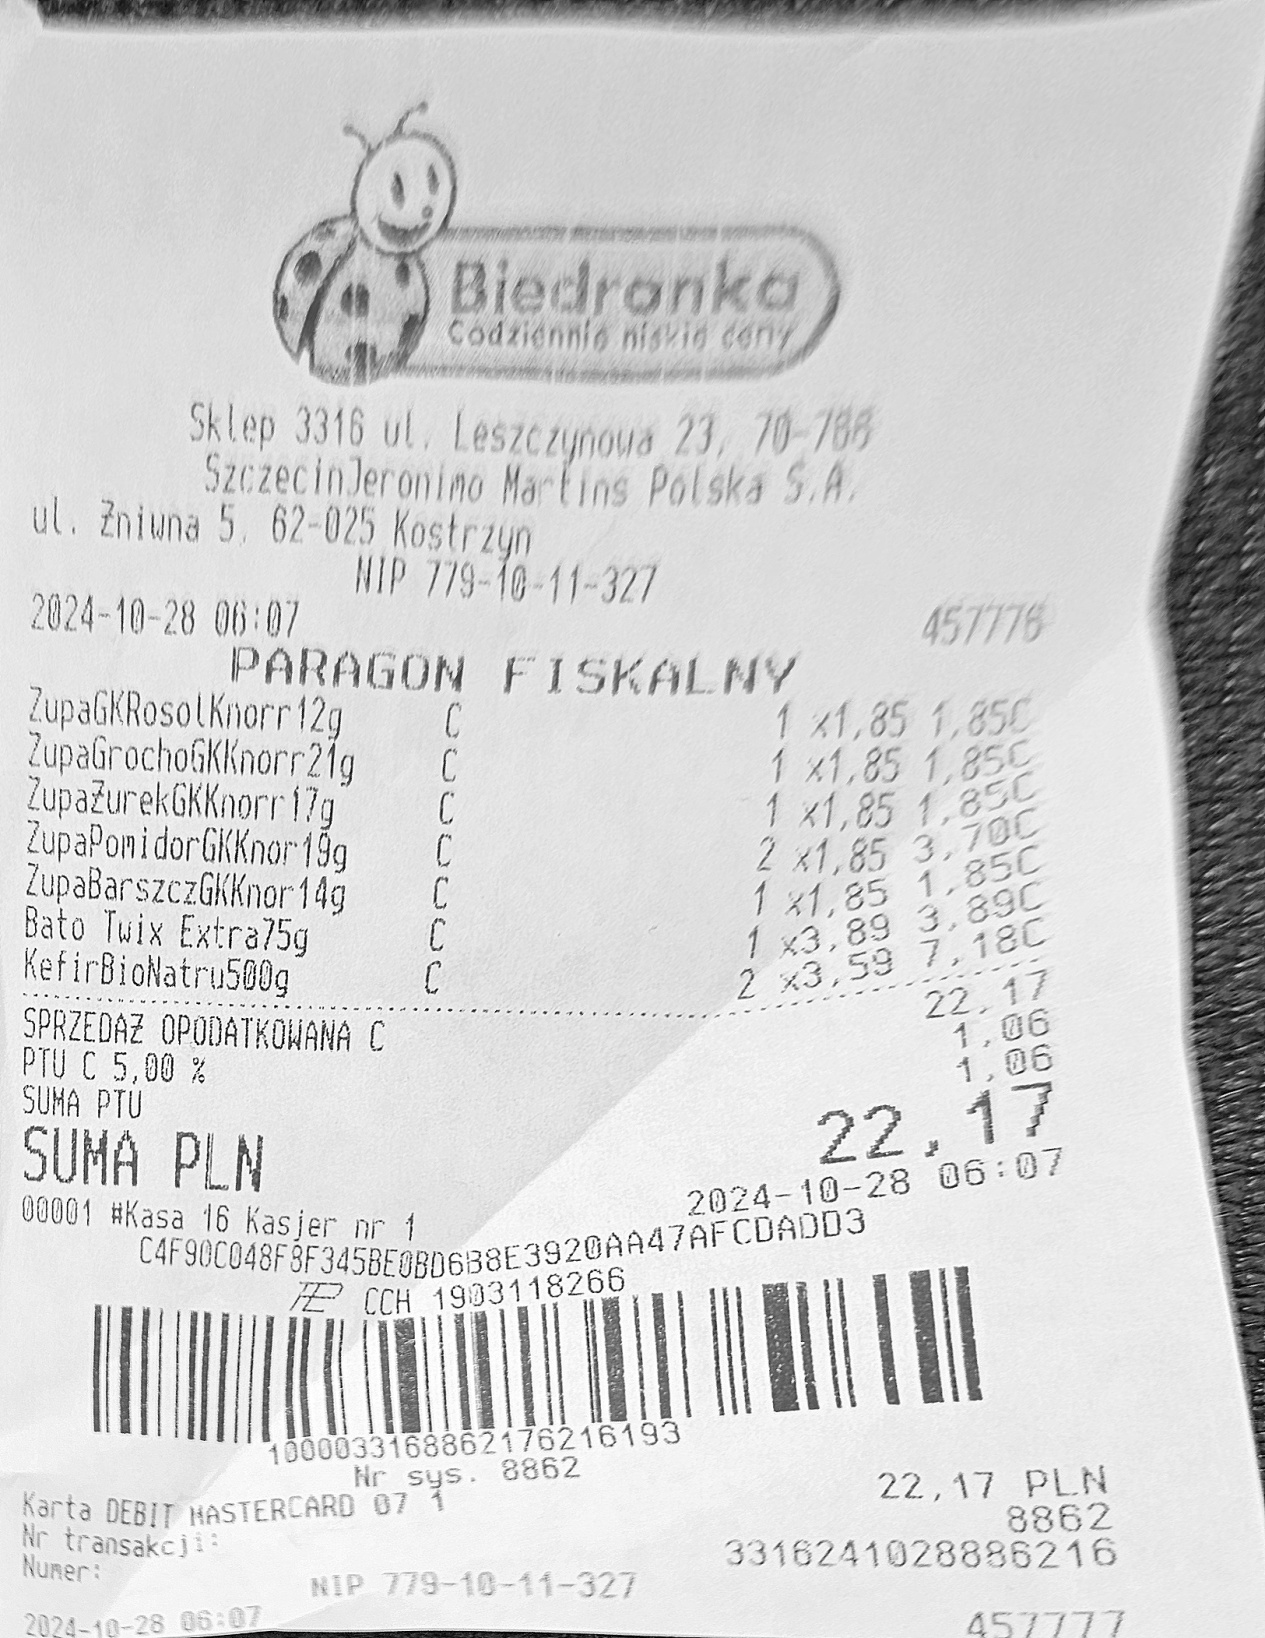 Biedronka
Codziennie niskie ceny
Sklep 3316 ul. Leszczynowa 23, 70-766
SzczecinJeronimo Martins Polska S.A.
ul. Żniwna 5, 62-025 Kostrzyn
NIP 779-10-11-327
2024-10-28 06:07 457776
PARAGON FISKALNY
ZupaGKRosolKnorr12g C 1 x1,85 1,85C
ZupaGrochoGKKnorr21g C 1 x1,85 1,85C
ZupaŻurekGKKnorr17g C 1 x1,85 1,85C
ZupaPomidorGKKnor19g C 2 x1,85 3,70C
ZupaBarszczGKKnor14g C 1 x1,85 1,85C
Bato Twix Extra75g C 1 x3,89 3,89C
KefirBioNatru500g C 2 x3,59 7,18C
SPRZEDAŻ OPODATKOWANA C 22,17
PTU C 5,00 % 1,06
SUMA PTU 1,06
SUMA PLN 22,17
00001 #Kasa 16 Kasjer nr 1 2024-10-28 06:07
C4F90C048F8F345BE0BD6B8E3920AA47AFCDADD3
CCH 1903118266
1000033168862176216193
Nr sys. 8862
Karta DEBIT MASTERCARD 07 1 22,17 PLN
Nr transakcji: 8862
Numer: 3316241028886216
NIP 779-10-11-327
2024-10-28 06:07 457777